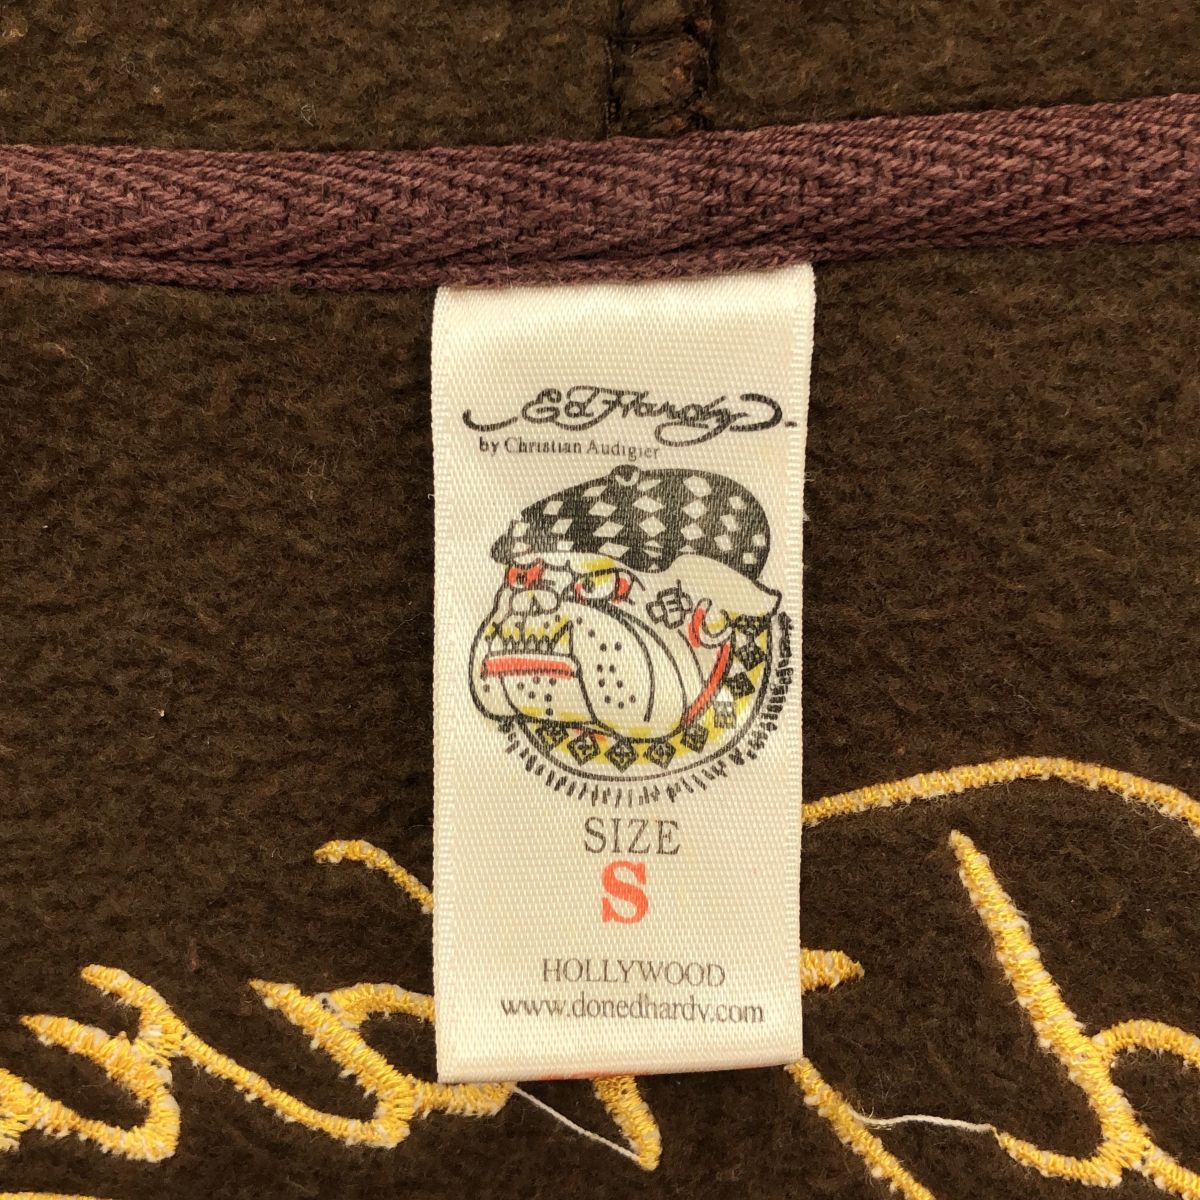 Ed Hardy.
by Christian Audigier
SIZE
S
HOLLYWOOD
www.donedhardy.com